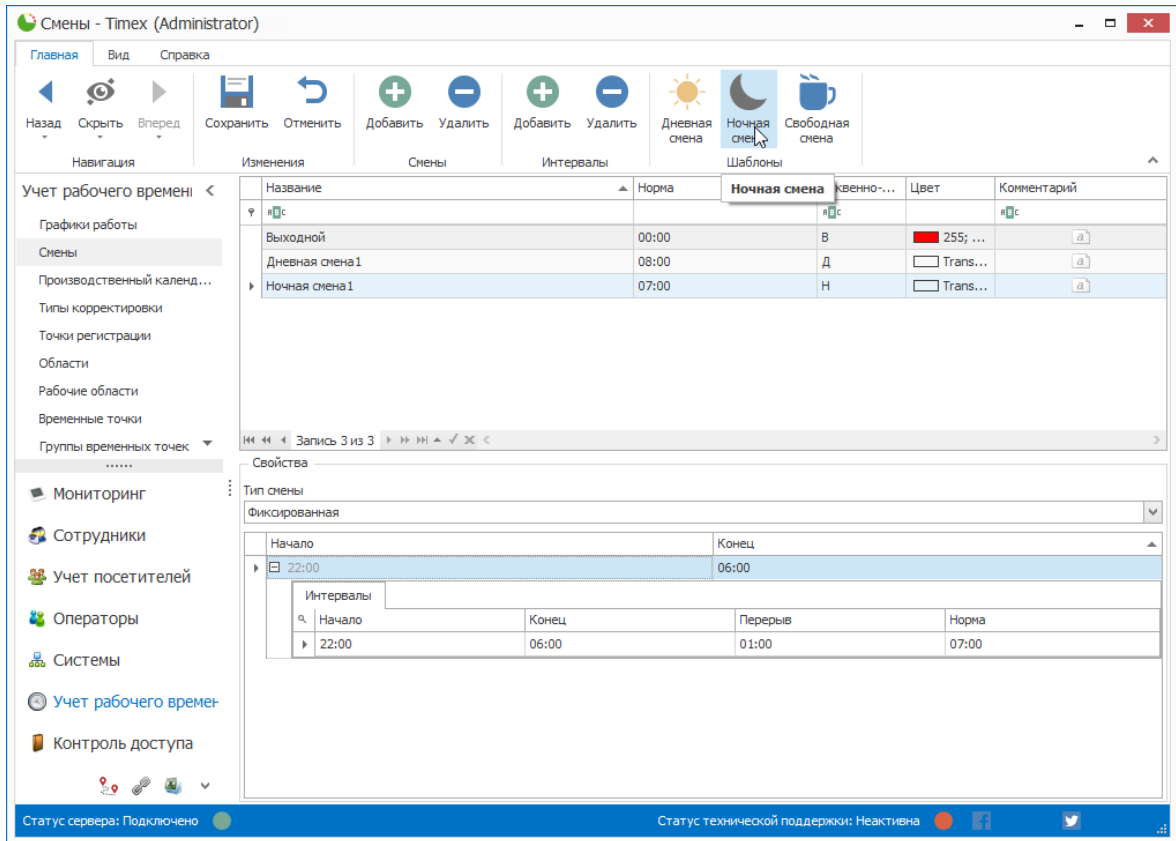 Смены - Timex (Administrator)
Главная Вид Справка
Назад Скрыть Вперед Сохранить Отменить Добавить Удалить Добавить Удалить Дневная смена Ночная смена Свободная смена
Навигация Изменения Смены Интервалы Шаблоны
Учет рабочего времени
Графики работы
Смены
Производственный календ...
Типы корректировки
Точки регистрации
Области
Рабочие области
Временные точки
Группы временных точек
Мониторинг
Сотрудники
Учет посетителей
Операторы
Системы
Учет рабочего времен
Контроль доступа
Название Норма Ночная смена квенно-... Цвет Комментарий
Выходной 00:00 В 255; ...
Дневная смена1 08:00 Д Trans...
Ночная смена1 07:00 Н Trans...
Запись 3 из 3
Свойства
Тип смены
Фиксированная
Начало Конец
22:00 06:00
Интервалы
Начало Конец Перерыв Норма
22:00 06:00 01:00 07:00
Статус сервера: Подключено Статус технической поддержки: Неактивна